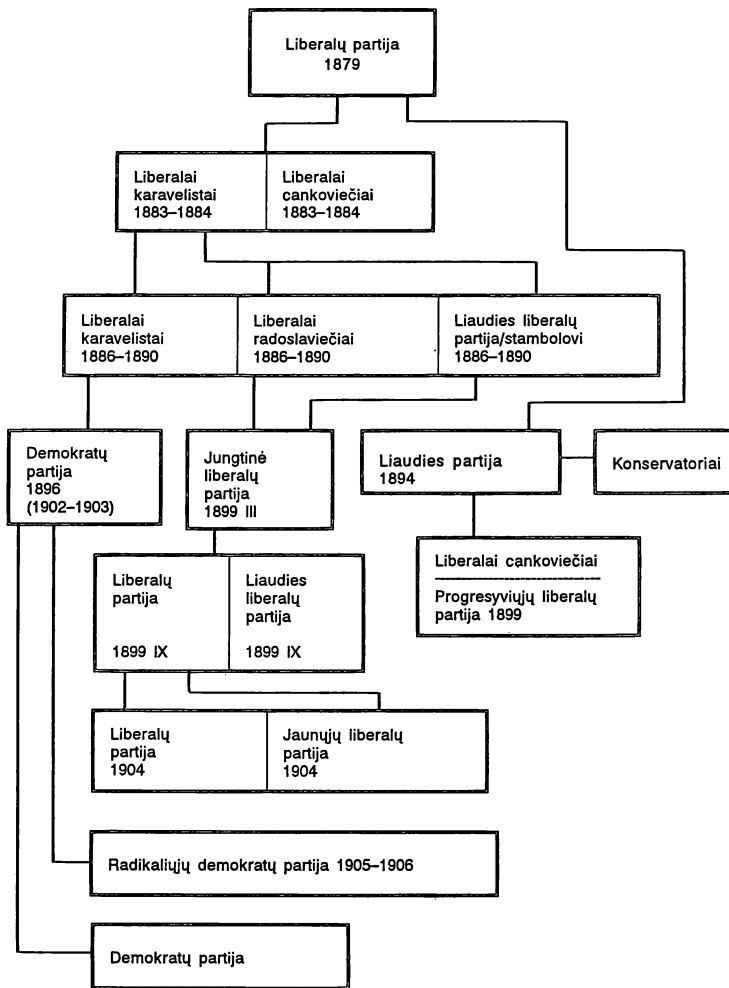 Liberalų partija
1879
Liberalai
karavelistai
1883–1884
Liberalai
cankoviečiai
1883–1884
Liberalai
karavelistai
1886–1890
Liberalai
radoslaviečiai
1886–1890
Liaudies liberalų
partija/stambolovi
1886–1890
Demokratų
partija
1896
(1902–1903)
Jungtinė
liberalų
partija
1899 III
Liaudies partija
1894
Konservatoriai
Liberalai cankoviečiai
Progresyviųjų liberalų
partija 1899
Liberalų
partija
1899 IX
Liaudies
liberalų
partija
1899 IX
Liberalų
partija
1904
Jaunųjų liberalų
partija
1904
Radikaliųjų demokratų partija 1905–1906
Demokratų partija